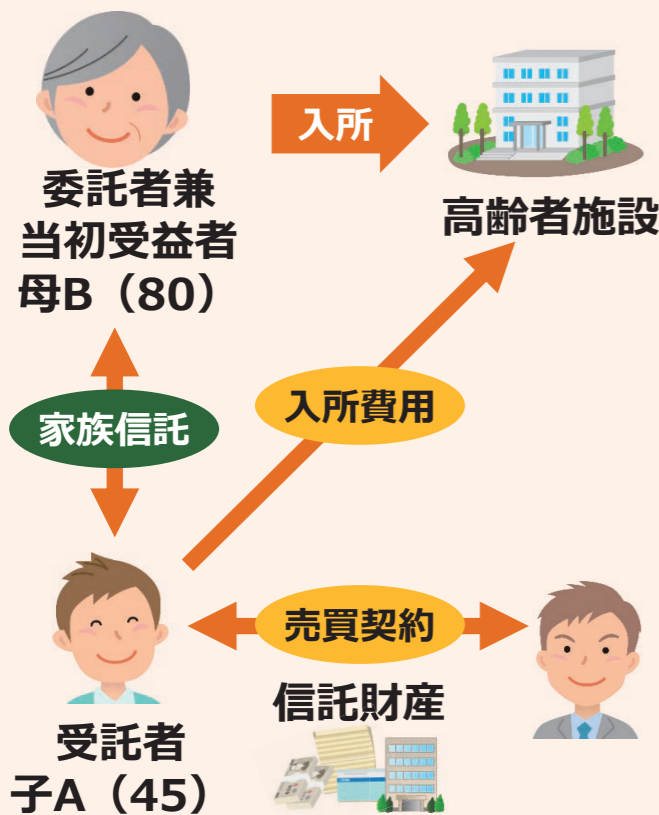 入所
委託者兼
当初受益者
母B（80）
高齢者施設
家族信託
入所費用
売買契約
信託財産
受託者
子A（45）